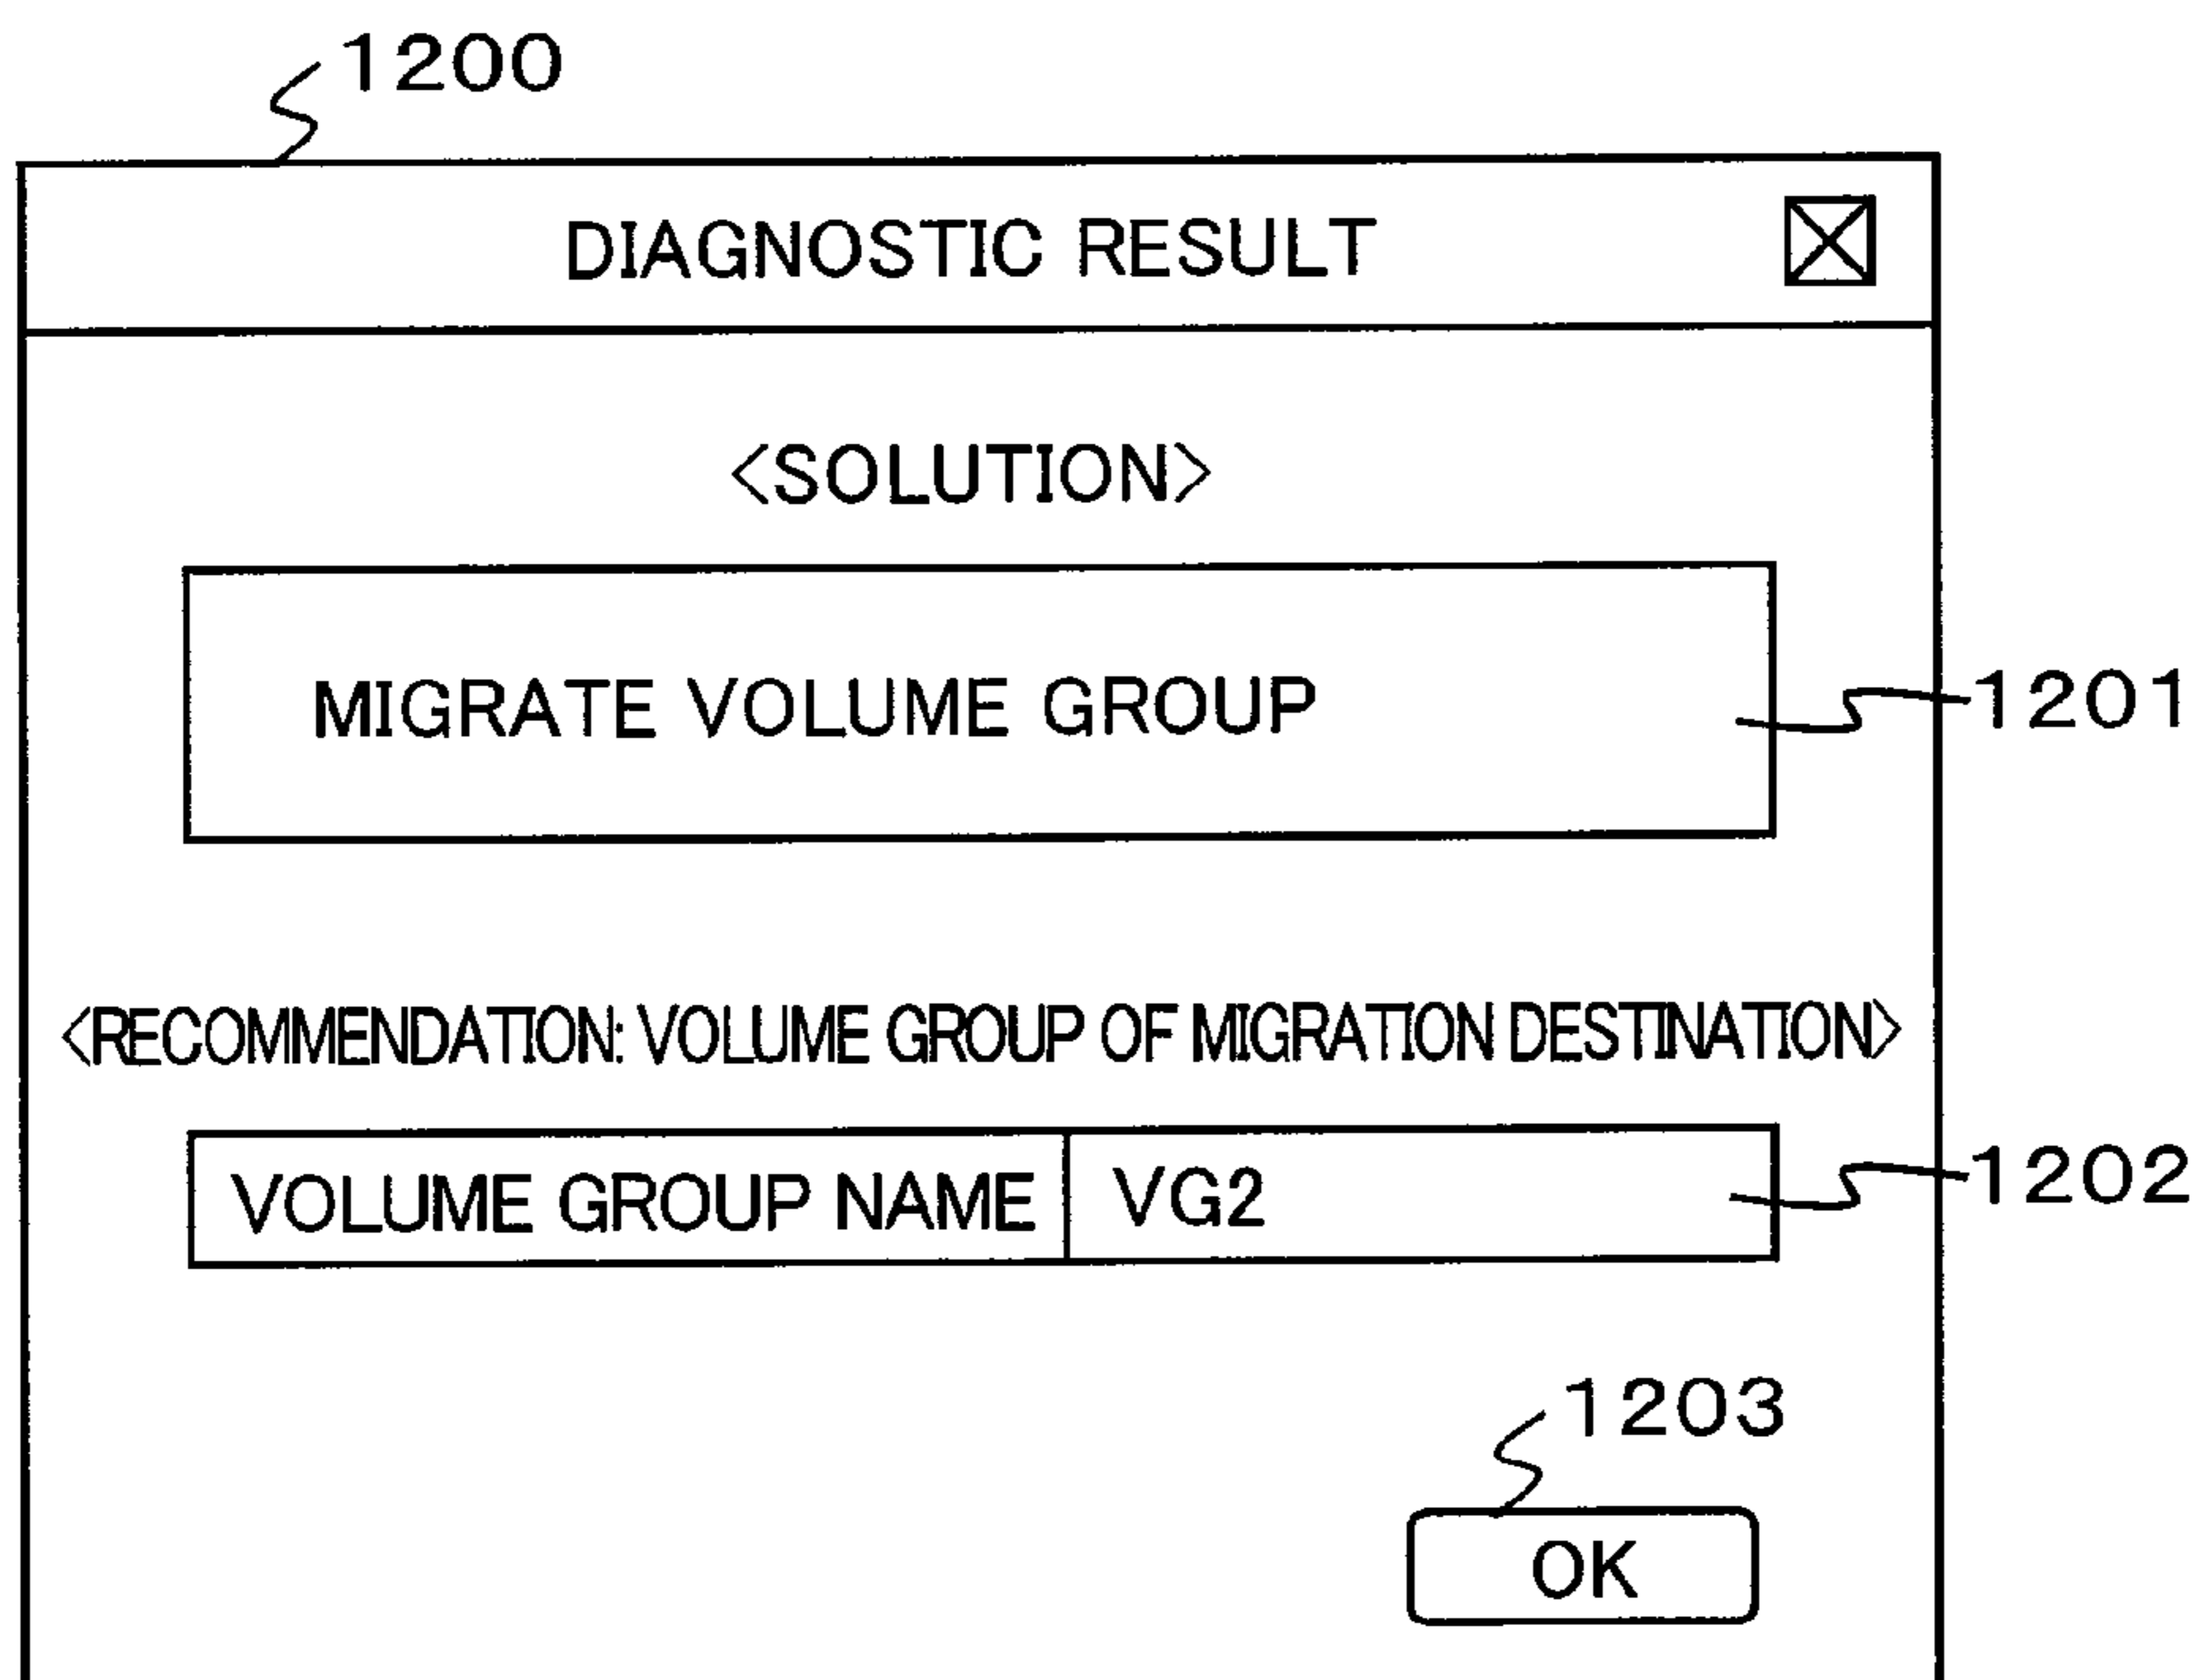 1200
DIAGNOSTIC RESULT
<SOLUTION>
MIGRATE VOLUME GROUP
1201
<RECOMMENDATION: VOLUME GROUP OF MIGRATION DESTINATION>
VOLUME GROUP NAME VG2
1202
1203
OK